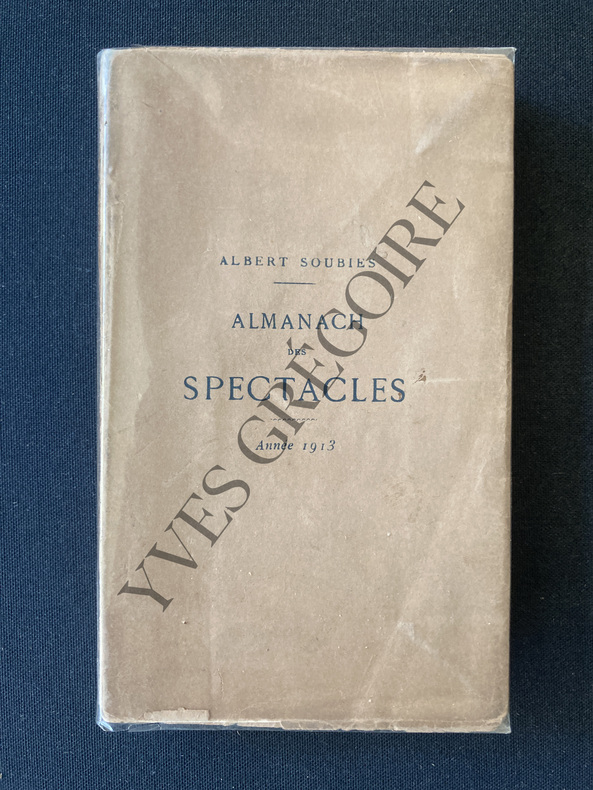 ALBERT SOUBIES
ALMANACH
DES
SPECTACLES
Année 1913
YVES GRÉGOIRE